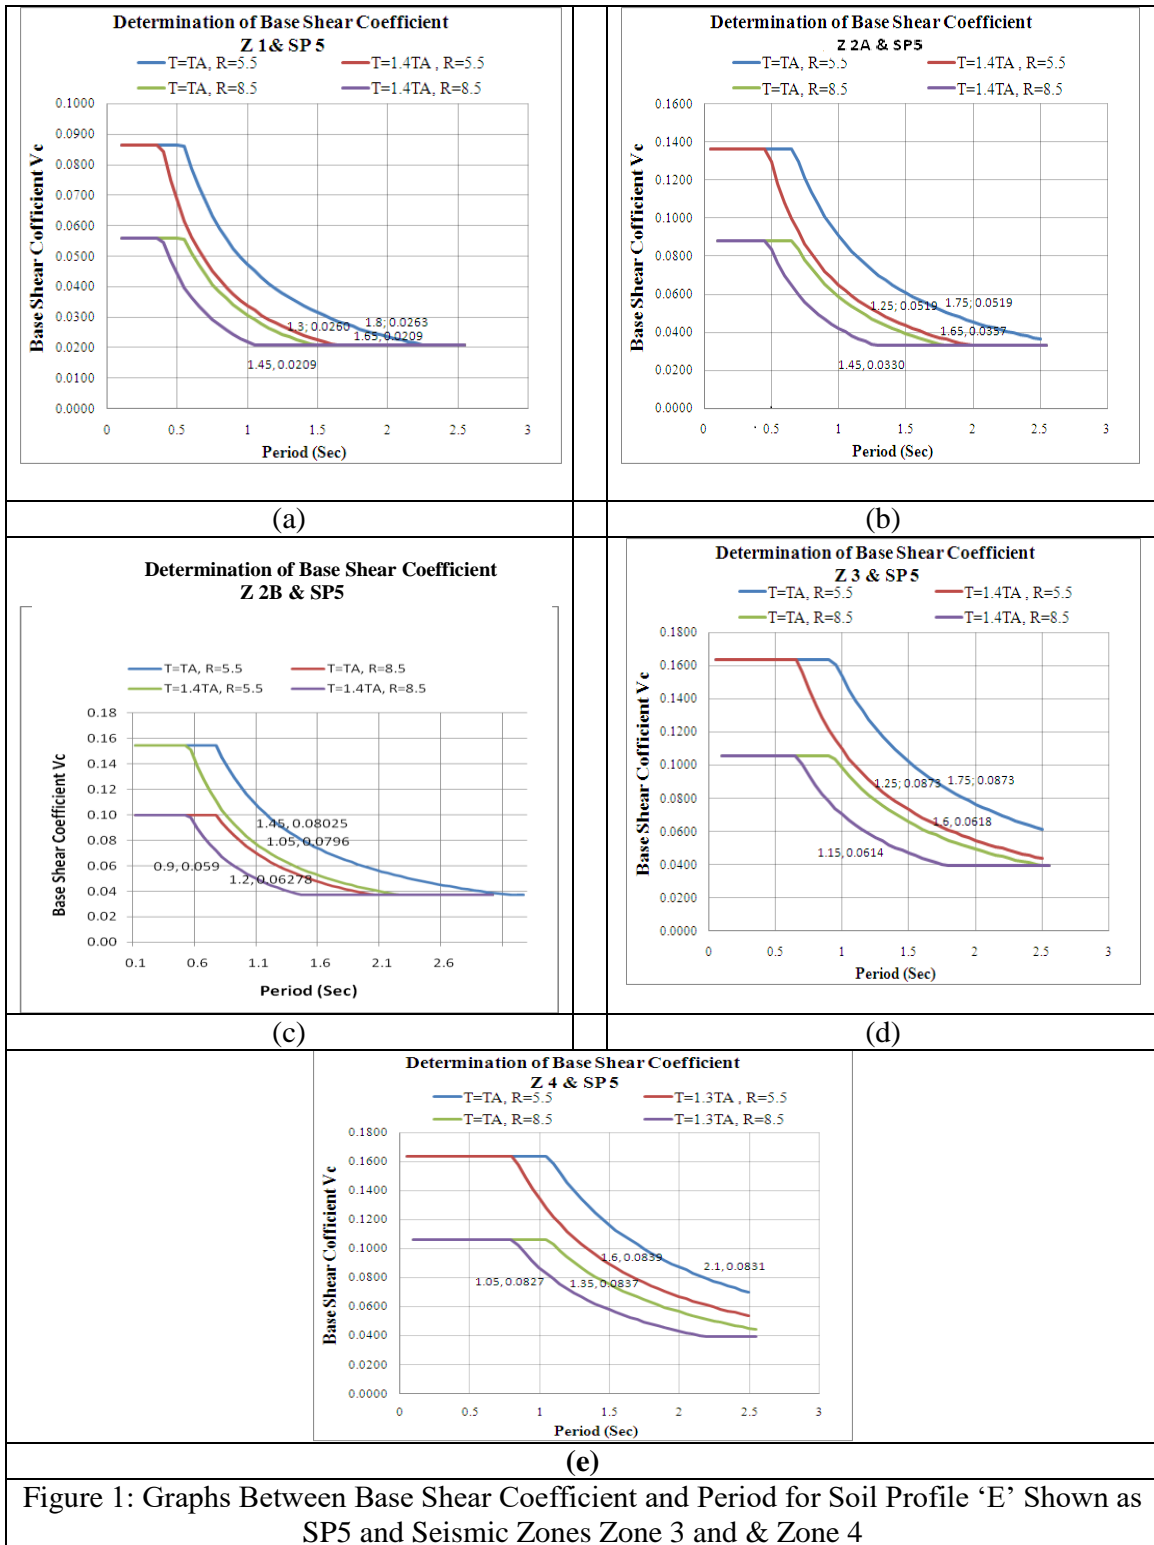 Determination of Base Shear Coefficient
Z 1& SP 5
T=TA, R=5.5
T=1.4TA , R=5.5
T=TA, R=8.5
T=1.4TA, R=8.5
0.1000
0.0900
0.0800
0.0700
0.0600
0.0500
0.0400
0.0300
0.0200
0.0100
0.0000
Base Shear Cofficient Vc
1.3; 0.0260
1.8; 0.0263
1.65, 0.0209
1.45, 0.0209
0 0.5 1 1.5 2 2.5 3
Period (Sec)
(a)
Determination of Base Shear Coefficient
Z 2A & SP5
T=TA, R=5.5
T=1.4TA, R=5.5
T=TA, R=8.5
T=1.4TA, R=8.5
0.1600
0.1400
0.1200
0.1000
0.0800
0.0600
0.0400
0.0200
0.0000
Base Shear Cofficient Vc
1.25; 0.0519
1.75; 0.0519
1.65, 0.0357
1.45, 0.0330
0 0.5 1 1.5 2 2.5 3
Period (Sec)
(b)
Determination of Base Shear Coefficient
Z 2B & SP5
T=TA, R=5.5
T=TA, R=8.5
T=1.4TA, R=5.5
T=1.4TA, R=8.5
0.18
0.16
0.14
0.12
0.10
0.08
0.06
0.04
0.02
0.00
Base Shear Coefficient Vc
1.45, 0.08025
1.05, 0.0796
0.9, 0.059
1.2, 0.06278
0.1 0.6 1.1 1.6 2.1 2.6
Period (Sec)
(c)
Determination of Base Shear Coefficient
Z 3 & SP 5
T=TA, R=5.5
T=1.4TA , R=5.5
T=TA, R=8.5
T=1.4TA, R=8.5
0.1800
0.1600
0.1400
0.1200
0.1000
0.0800
0.0600
0.0400
0.0200
0.0000
Base Shear Cofficient Vc
1.25; 0.0873
1.75; 0.0873
1.6, 0.0618
1.15, 0.0614
0 0.5 1 1.5 2 2.5 3
Period (Sec)
(d)
Determination of Base Shear Coefficient
Z 4 & SP 5
T=TA, R=5.5
T=1.3TA , R=5.5
T=TA, R=8.5
T=1.3TA, R=8.5
0.1800
0.1600
0.1400
0.1200
0.1000
0.0800
0.0600
0.0400
0.0200
0.0000
Base Shear Cofficient Vc
1.6, 0.0839
2.1, 0.0831
1.05, 0.0827
1.35, 0.0837
0 0.5 1 1.5 2 2.5 3
Period (Sec)
(e)
Figure 1: Graphs Between Base Shear Coefficient and Period for Soil Profile ‘E’ Shown as
SP5 and Seismic Zones Zone 3 and & Zone 4